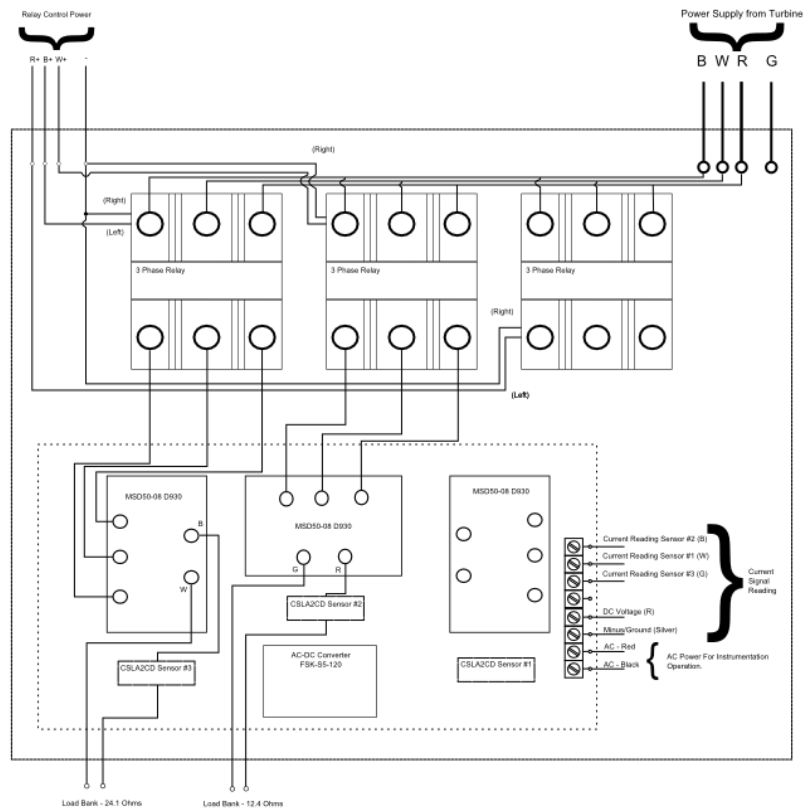 Relay Control Power
Power Supply from Turbine
R+ B+ W+ -
B W R G
(Right)
(Right)
(Left)
3 Phase Relay
3 Phase Relay
3 Phase Relay
(Right)
(Left)
MSD50-08 D930
MSD50-08 D930
MSD50-08 D930
B
W
G
R
Current Reading Sensor #2 (B)
Current Reading Sensor #1 (W)
Current Reading Sensor #3 (G)
DC Voltage (R)
Minus/Ground (Silver)
AC - Red
AC - Black
Current
Signal
Reading
AC Power For Instrumentation
Operation.
CSLA2CD Sensor #2
CSLA2CD Sensor #3
AC-DC Converter
FSK-S5-120
CSLA2CD Sensor #1
Load Bank - 24.1 Ohms
Load Bank - 12.4 Ohms